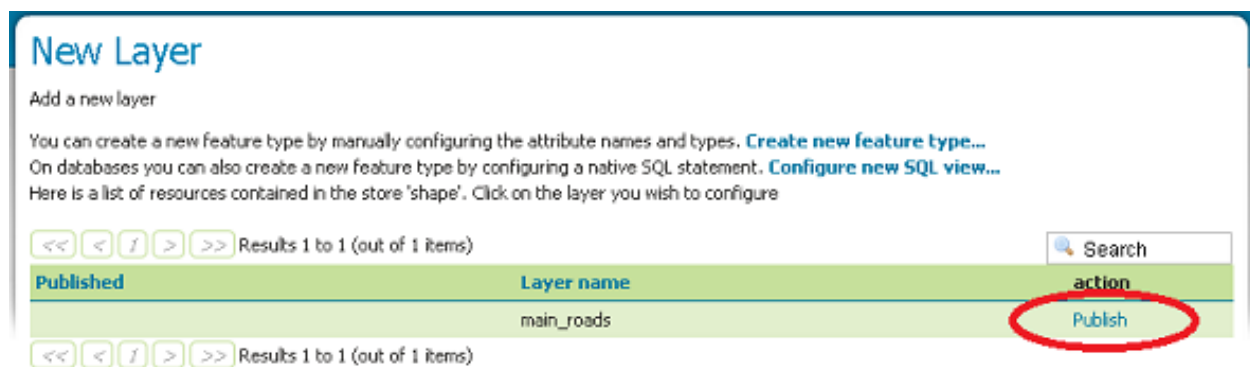 New Layer
Add a new layer
You can create a new feature type by manually configuring the attribute names and types. Create new feature type...
On databases you can also create a new feature type by configuring a native SQL statement. Configure new SQL view...
Here is a list of resources contained in the store 'shape'. Click on the layer you wish to configure
<< < 1 > >> Results 1 to 1 (out of 1 items) Search
Published Layer name action
main_roads Publish
<< < 1 > >> Results 1 to 1 (out of 1 items)